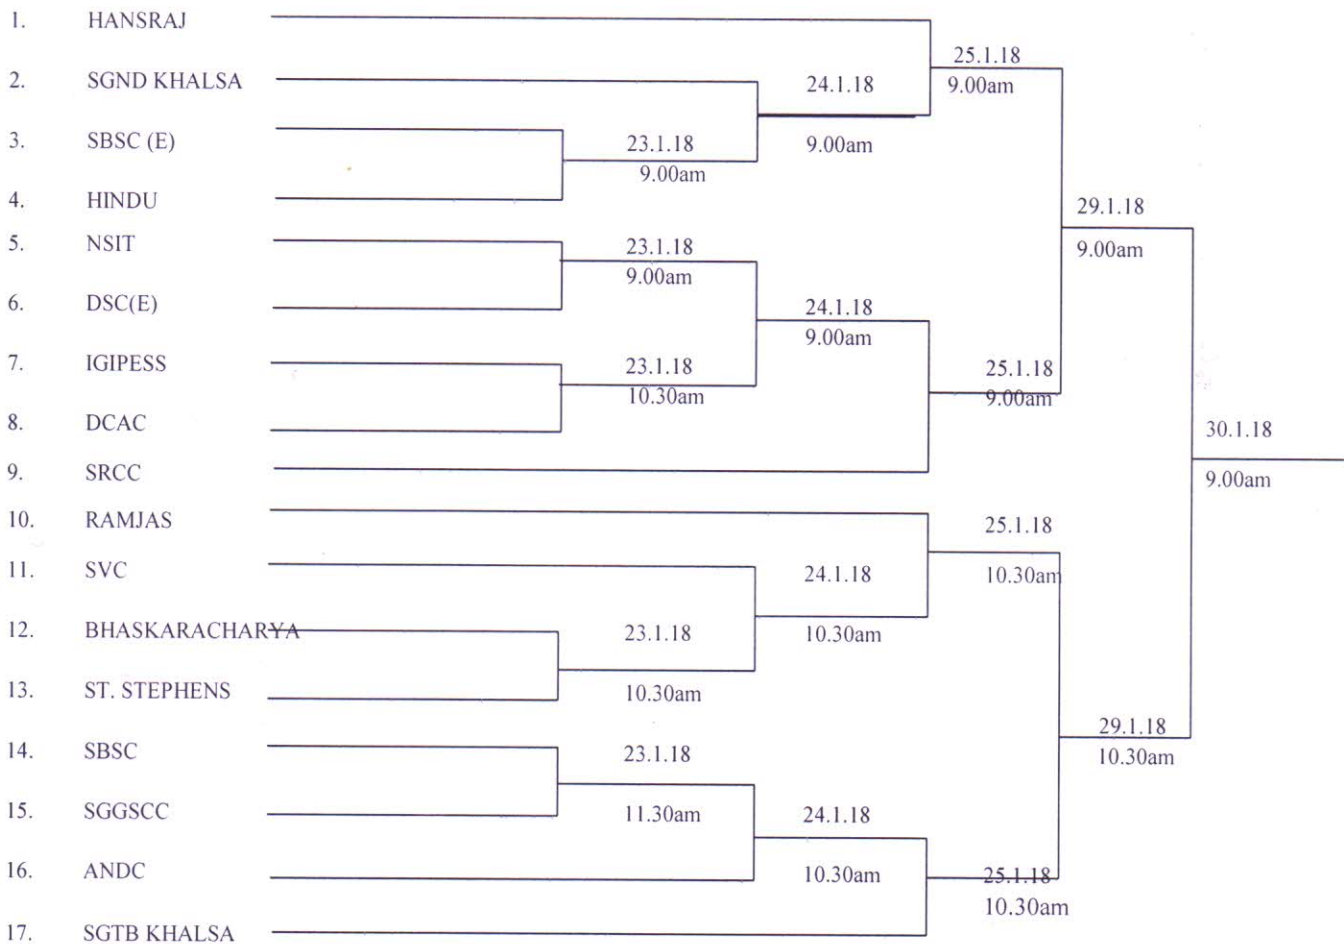 1. HANSRAJ
25.1.18
9.00am
2. SGND KHALSA
24.1.18
9.00am
3. SBSC (E)
23.1.18
9.00am
4. HINDU
29.1.18
9.00am
5. NSIT
23.1.18
9.00am
6. DSC(E)
24.1.18
9.00am
7. IGIPESS
23.1.18
10.30am
25.1.18
9.00am
8. DCAC
30.1.18
9.00am
9. SRCC
10. RAMJAS
25.1.18
10.30am
11. SVC
24.1.18
10.30am
12. BHASKARACHARYA
23.1.18
10.30am
13. ST. STEPHENS
14. SBSC
23.1.18
11.30am
29.1.18
10.30am
15. SGGSCC
24.1.18
10.30am
16. ANDC
25.1.18
10.30am
17. SGTB KHALSA